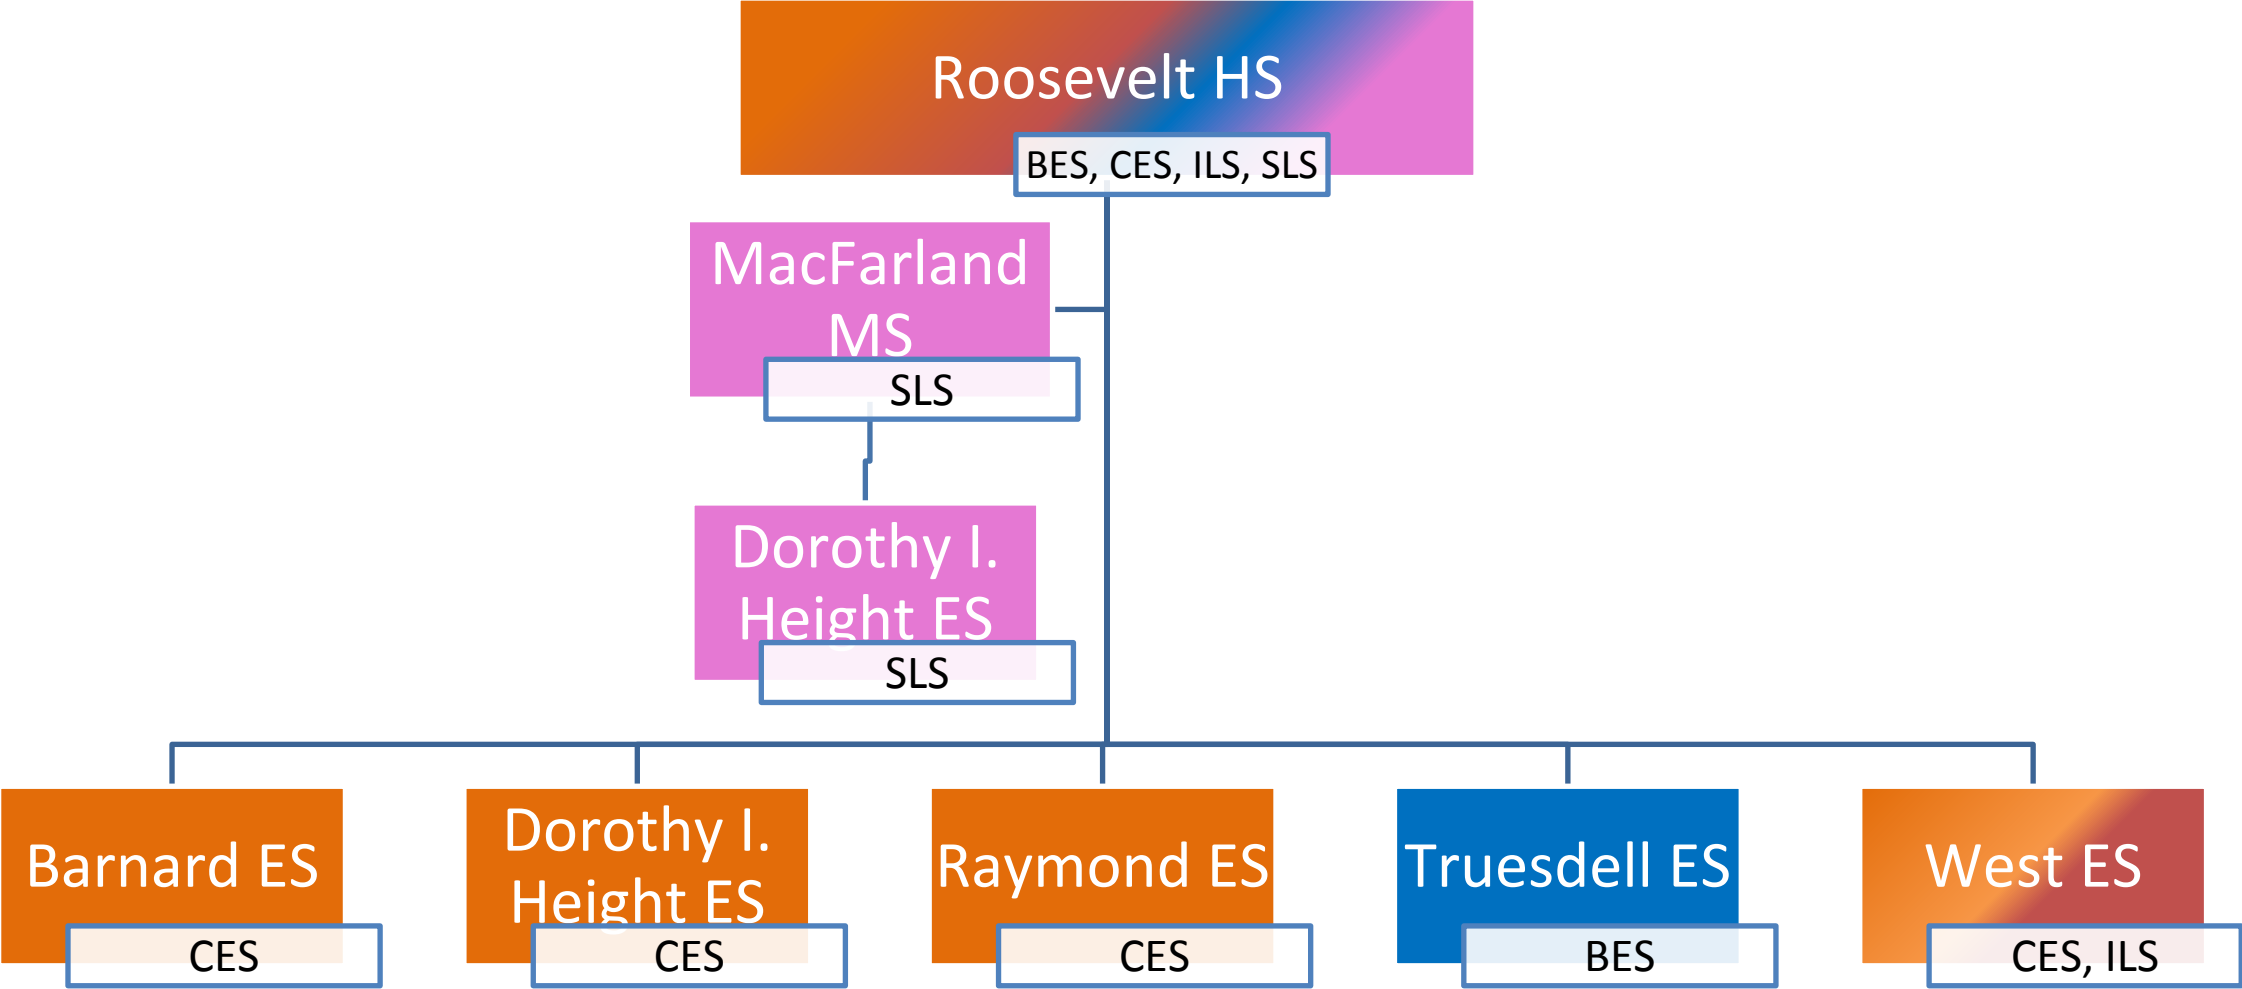 Roosevelt HS
BES, CES, ILS, SLS
MacFarland
MS
SLS
Dorothy I.
Height ES
SLS
Barnard ES
CES
Dorothy I.
Height ES
CES
Raymond ES
CES
Truesdell ES
BES
West ES
CES, ILS